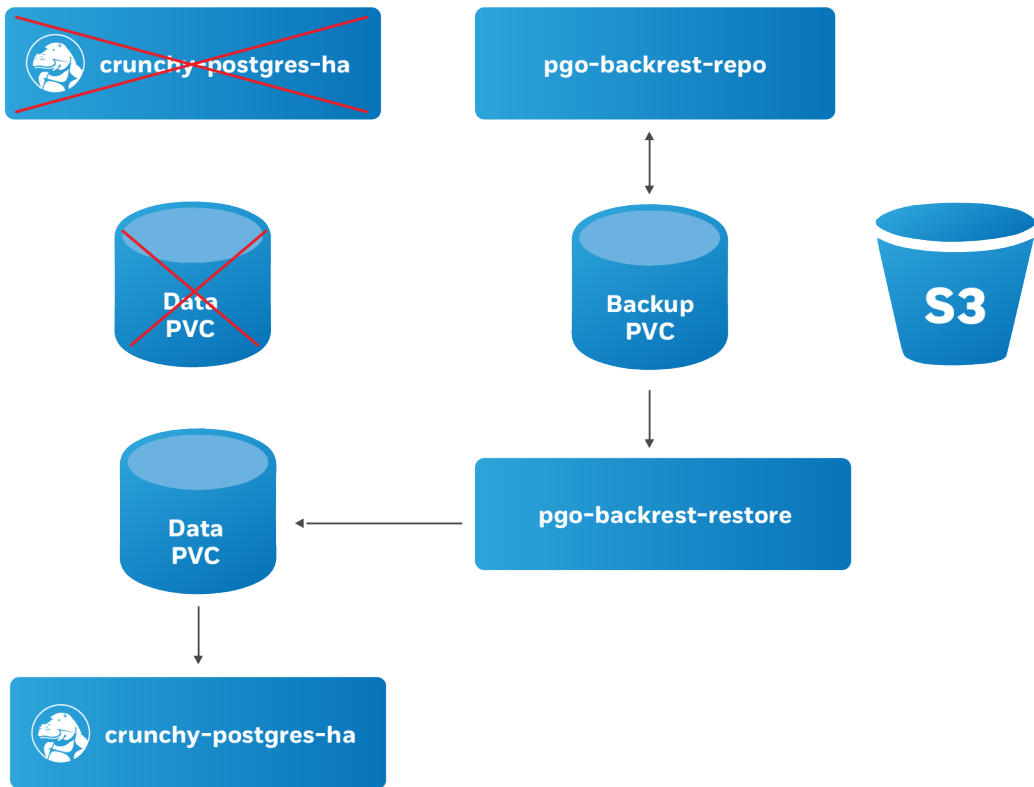 crunchy-postgres-ha
pgo-backrest-repo
Data
PVC
Backup
PVC
S3
Data
PVC
pgo-backrest-restore
crunchy-postgres-ha